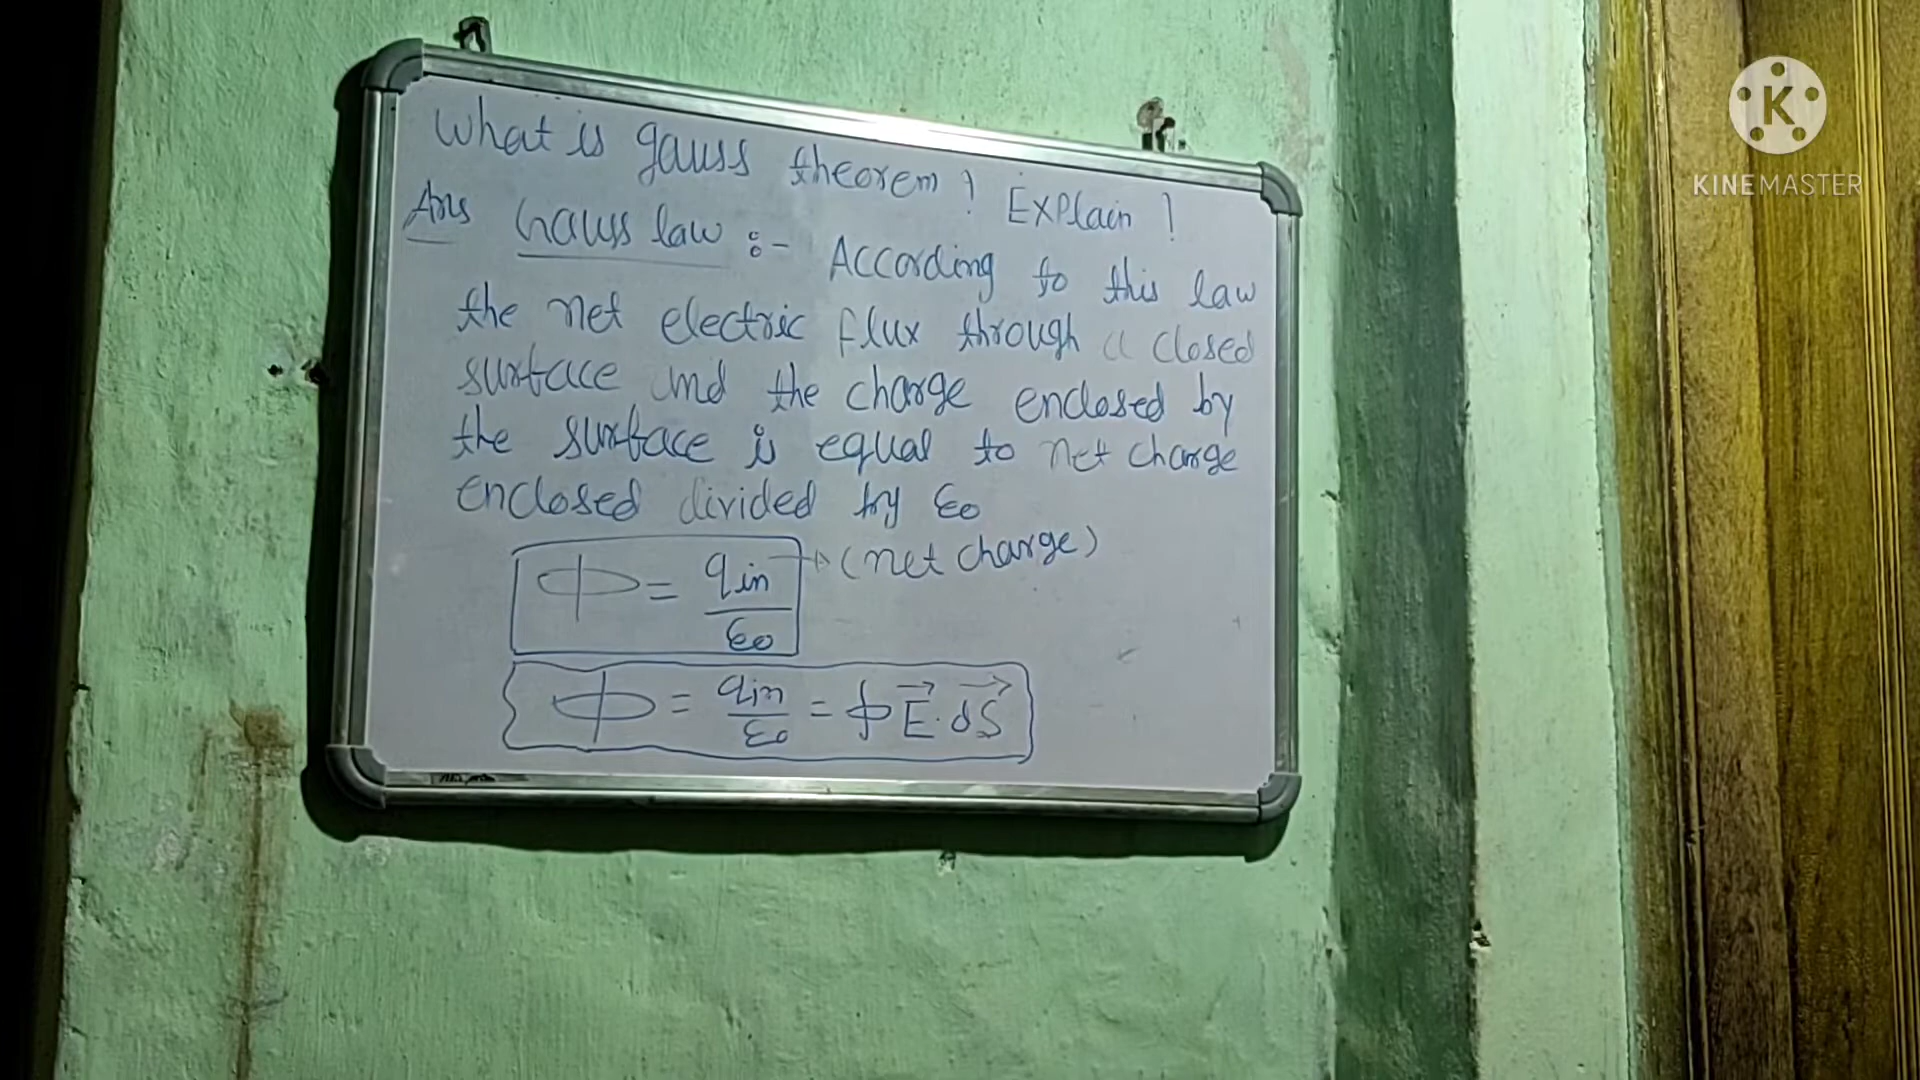 What is gauss theorem? Explain?
Ans Gauss law :- According to this law
the net electric flux through a closed
surface and the charge enclosed by
the surface is equal to net charge
enclosed divided by ε₀
ϕ = qin/ε₀ → (net charge)
ϕ = qin/ε₀ = ∮ E⃗ · dS⃗
K
KINEMASTER